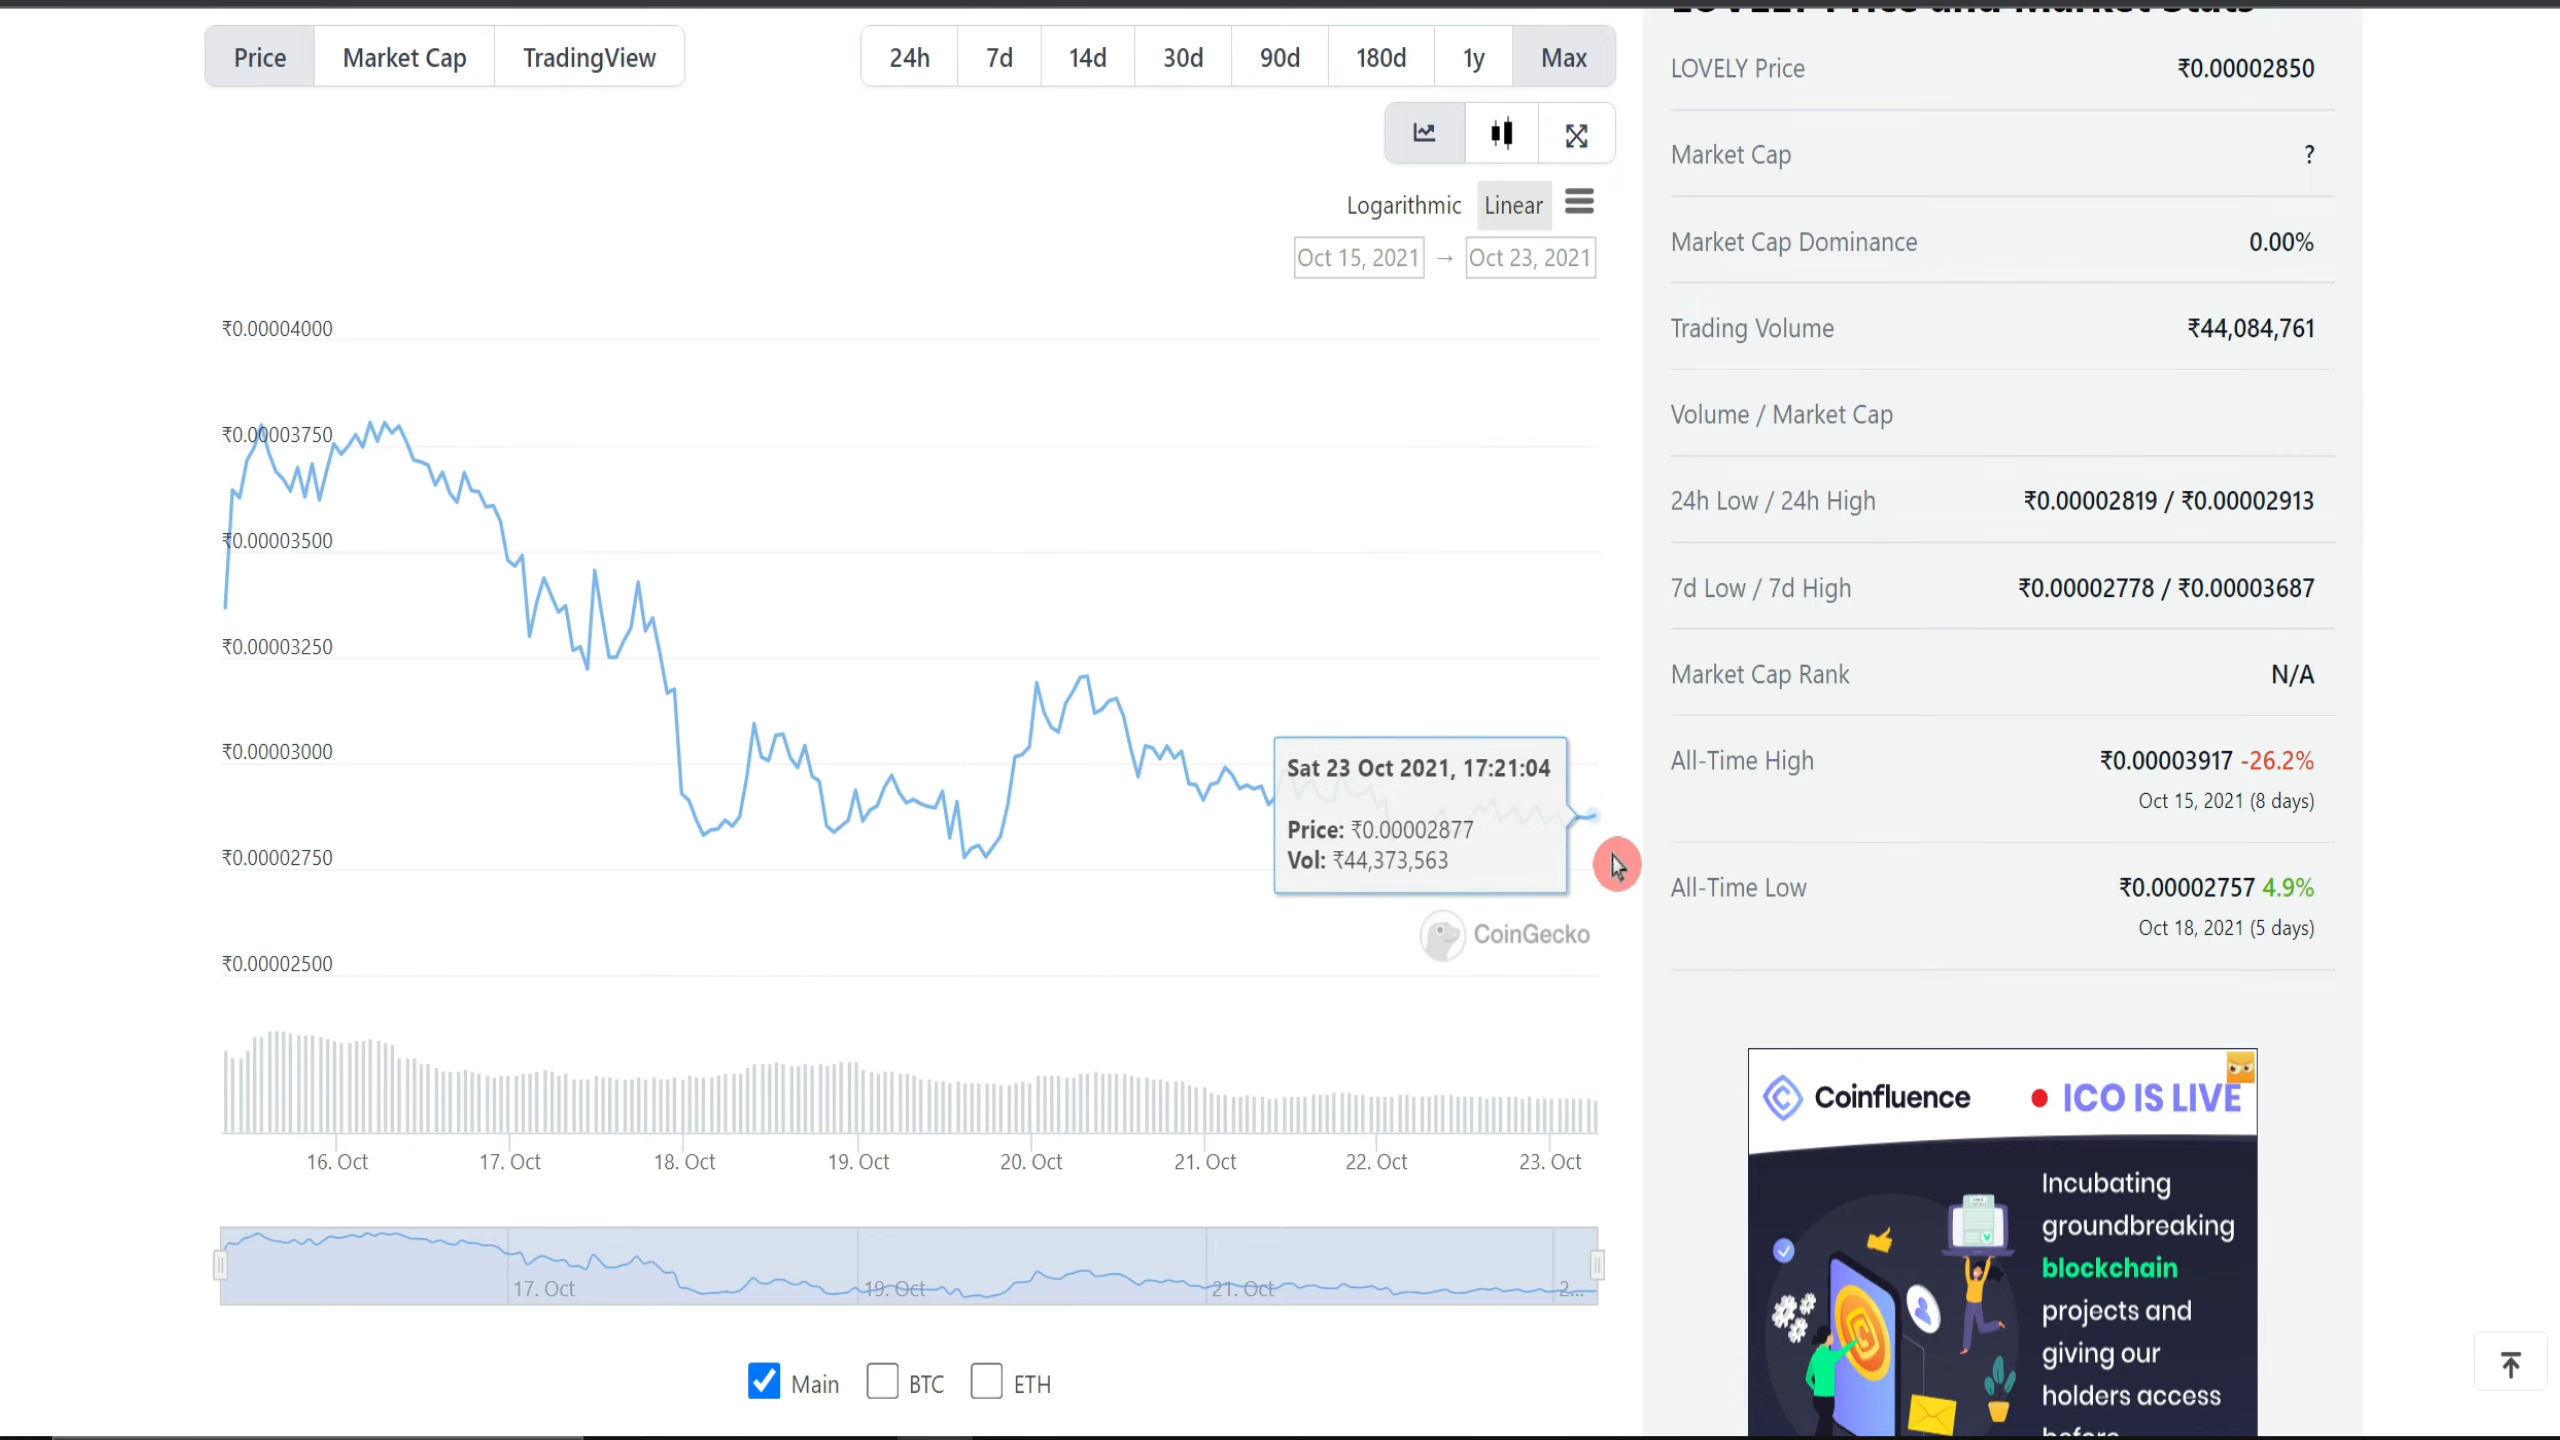 LOVELY Price and Market Stats
Price Market Cap TradingView
24h 7d 14d 30d 90d 180d 1y Max
Logarithmic Linear
Oct 15, 2021 → Oct 23, 2021
₹0.00004000
₹0.00003750
₹0.00003500
₹0.00003250
₹0.00003000
₹0.00002750
₹0.00002500
Sat 23 Oct 2021, 17:21:04
Price: ₹0.00002877
Vol: ₹44,373,563
CoinGecko
16. Oct 17. Oct 18. Oct 19. Oct 20. Oct 21. Oct 22. Oct 23. Oct
17. Oct 19. Oct 21. Oct 2...
Main BTC ETH
LOVELY Price ₹0.00002850
Market Cap ?
Market Cap Dominance 0.00%
Trading Volume ₹44,084,761
Volume / Market Cap
24h Low / 24h High ₹0.00002819 / ₹0.00002913
7d Low / 7d High ₹0.00002778 / ₹0.00003687
Market Cap Rank N/A
All-Time High ₹0.00003917 -26.2%
Oct 15, 2021 (8 days)
All-Time Low ₹0.00002757 4.9%
Oct 18, 2021 (5 days)
Coinfluence ICO IS LIVE
Incubating
groundbreaking
blockchain
projects and
giving our
holders access
before